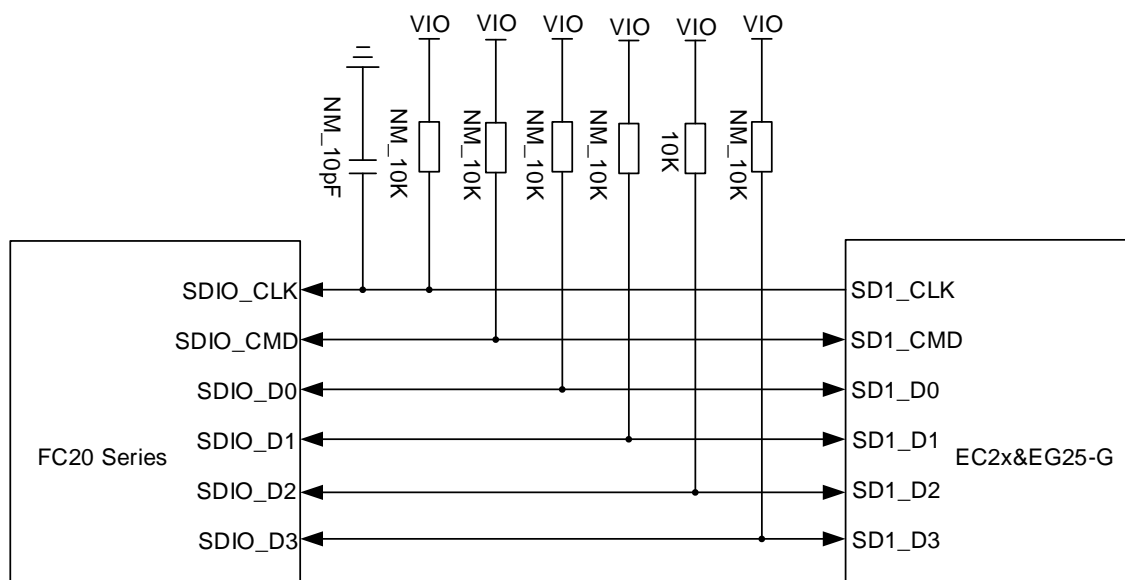 VIO
VIO
VIO
VIO
VIO
VIO
NM_10pF
NM_10K
NM_10K
NM_10K
NM_10K
10K
NM_10K
SDIO_CLK
SD1_CLK
SDIO_CMD
SD1_CMD
SDIO_D0
SD1_D0
SDIO_D1
SD1_D1
FC20 Series
EC2x&EG25-G
SDIO_D2
SD1_D2
SDIO_D3
SD1_D3